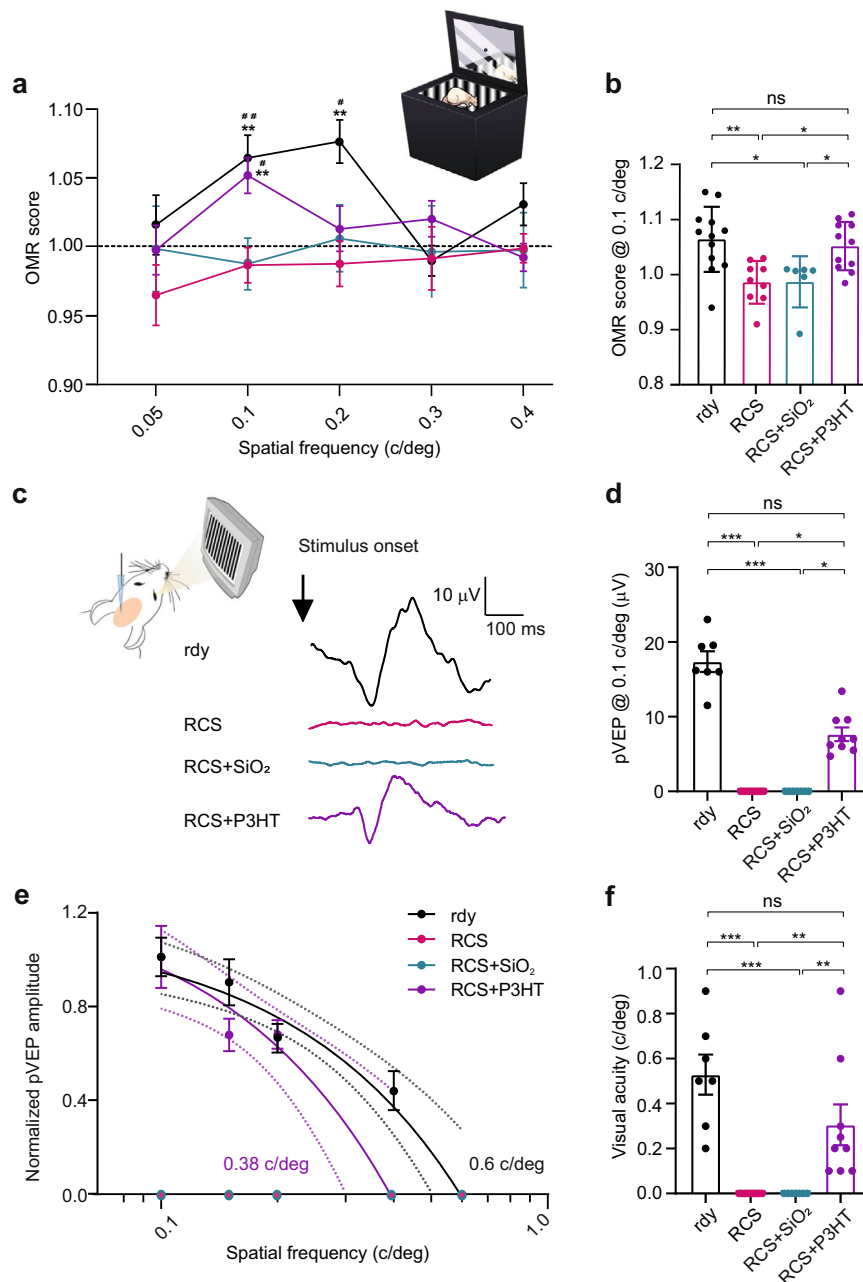 a
OMR score
1.10
1.05
1.00
0.95
0.90
##
**
#
**
#
**
0.05
0.1
0.2
0.3
0.4
Spatial frequency (c/deg)
b
ns
** *
* *
OMR score @ 0.1 c/deg
1.2
1.1
1.0
0.9
0.8
rdy
RCS
RCS+SiO₂
RCS+P3HT
c
Stimulus onset
10 μV
100 ms
rdy
RCS
RCS+SiO₂
RCS+P3HT
d
ns
*** *
*** *
pVEP @ 0.1 c/deg (μV)
30
20
10
0
rdy
RCS
RCS+SiO₂
RCS+P3HT
e
Normalized pVEP amplitude
1.2
0.8
0.4
0.0
rdy
RCS
RCS+SiO₂
RCS+P3HT
0.38 c/deg
0.6 c/deg
0.1
1.0
Spatial frequency (c/deg)
f
ns
*** **
*** **
Visual acuity (c/deg)
1.0
0.8
0.6
0.4
0.2
0.0
rdy
RCS
RCS+SiO₂
RCS+P3HT